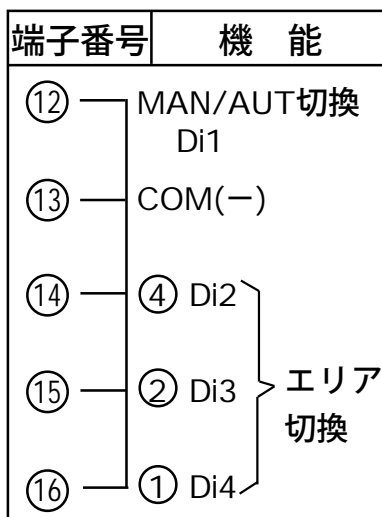 端子番号 機 能
⑫ MAN/AUT切換
Di1
⑬ COM(−)
⑭ ④ Di2
⑮ ② Di3 エリア
切換
⑯ ① Di4